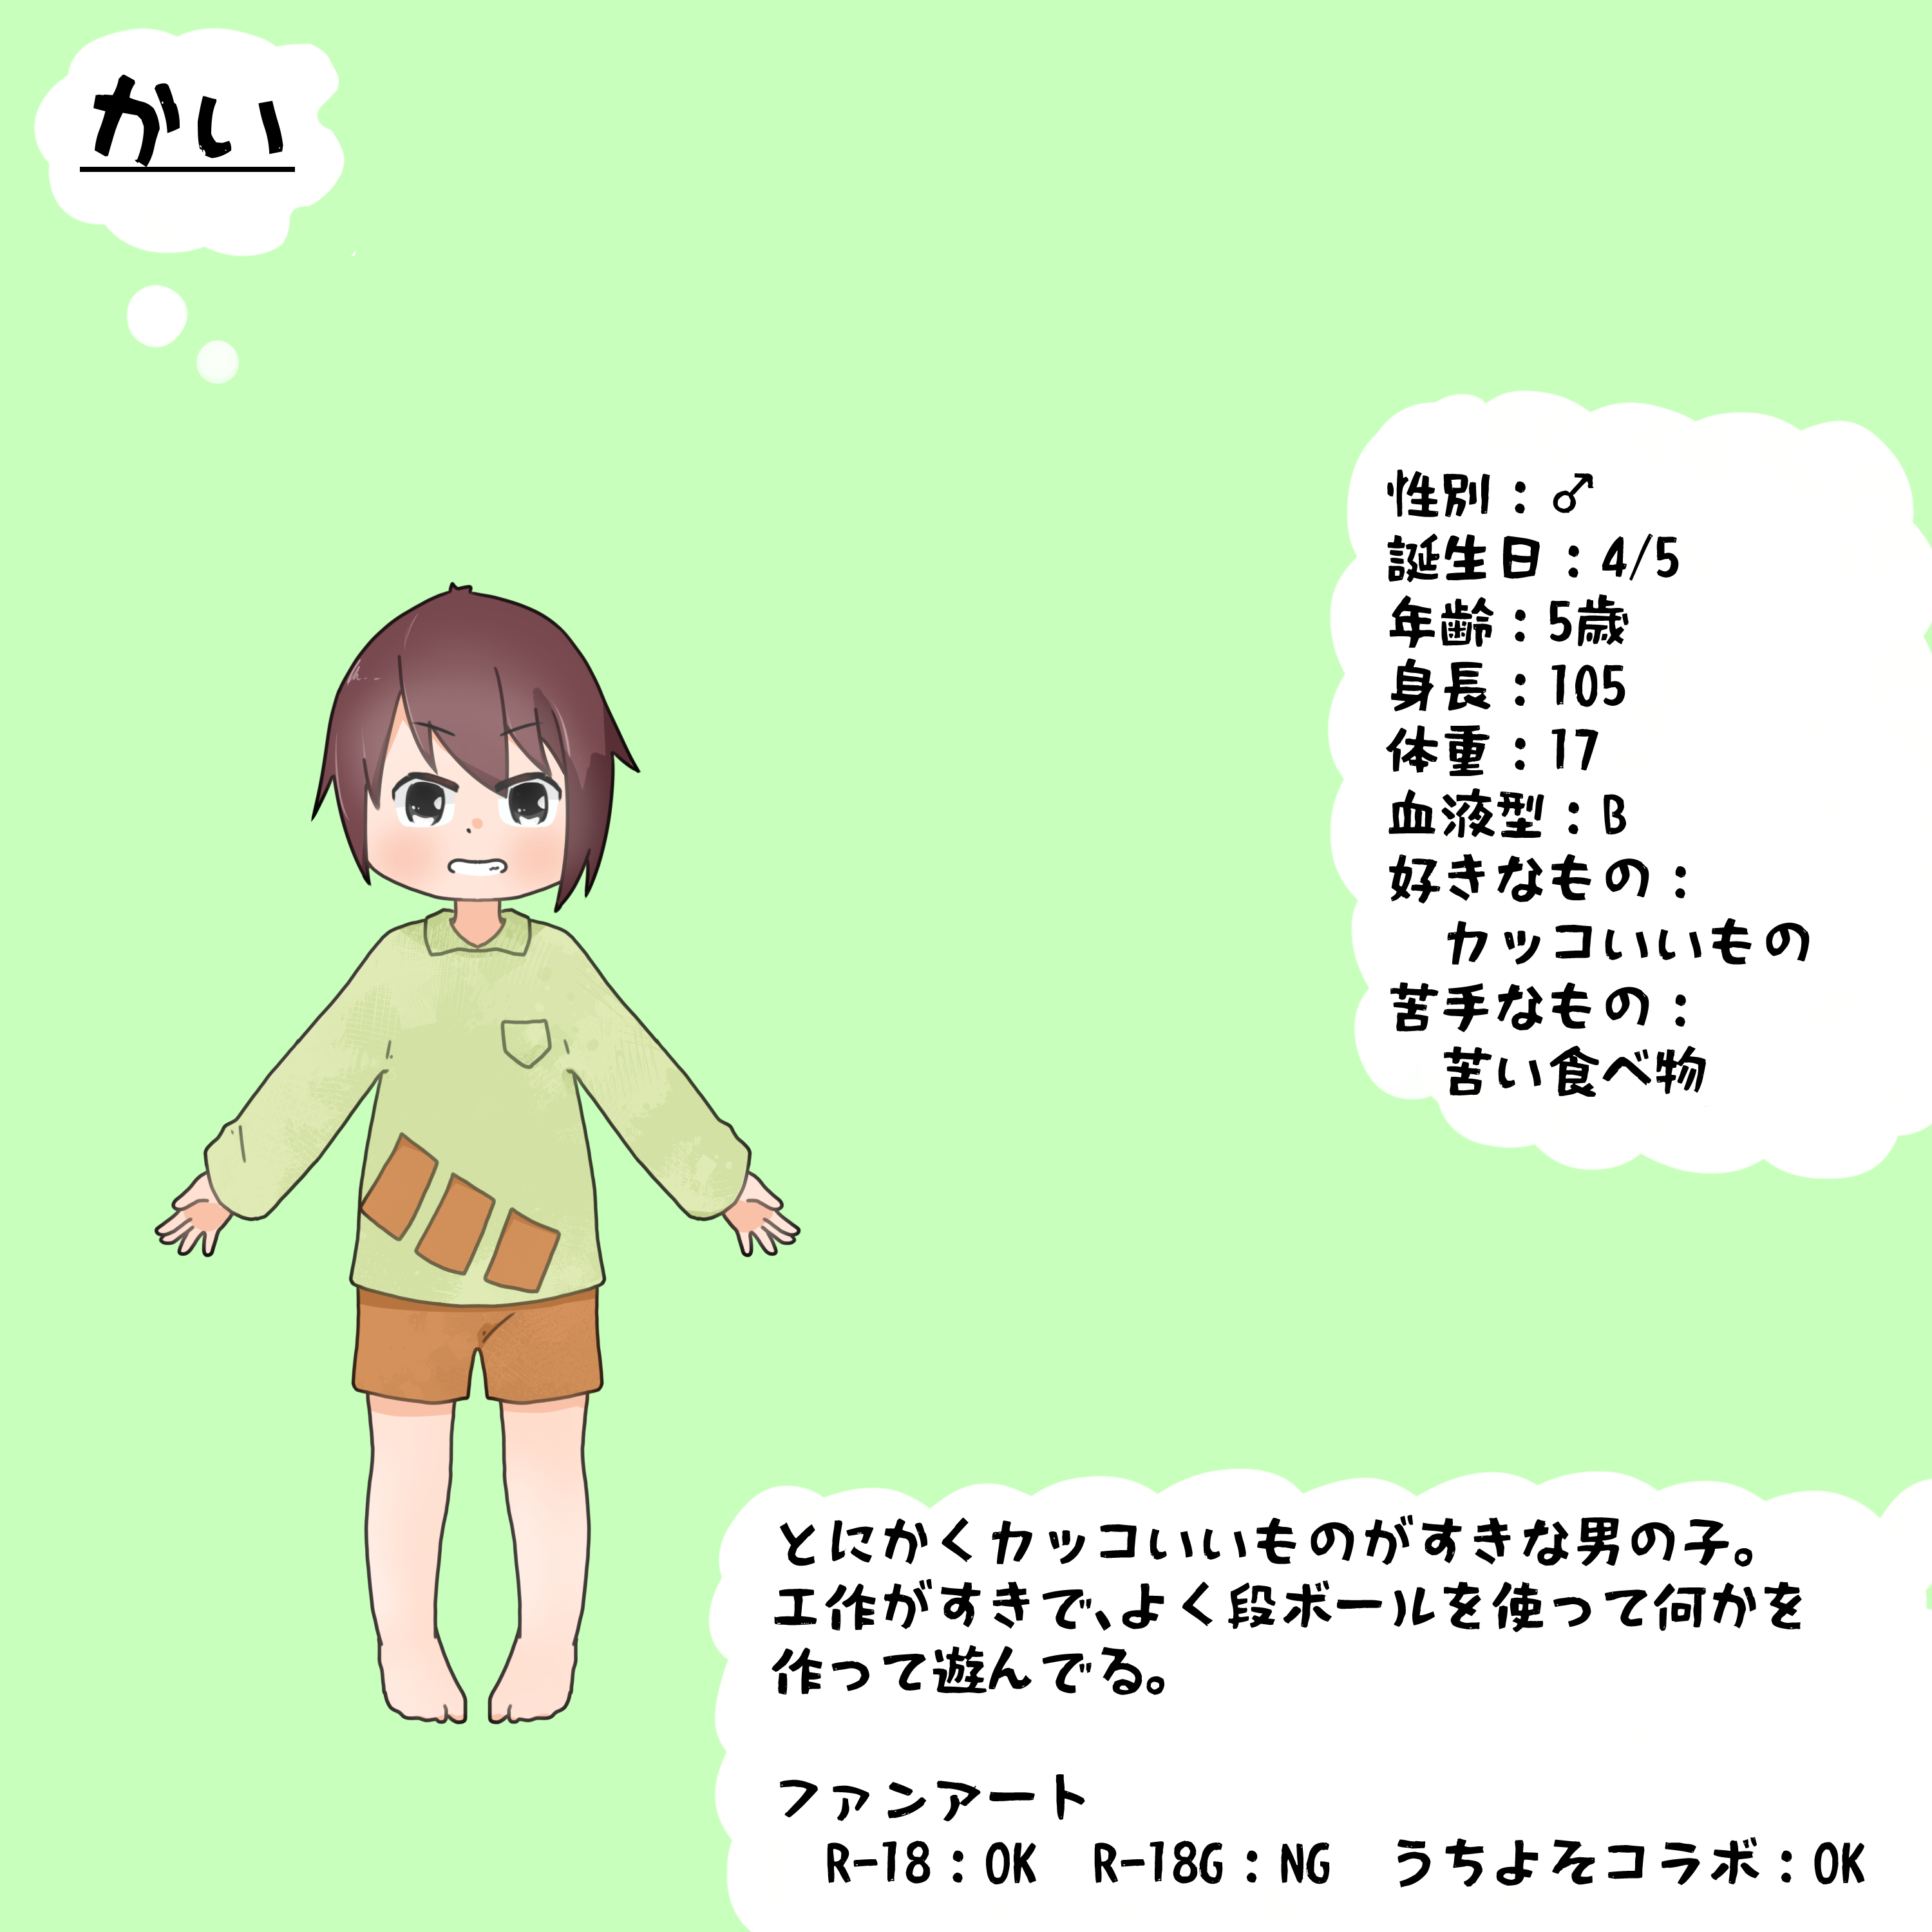 かい
性別：♂
誕生日：4/5
年齢：5歳
身長：105
体重：17
血液型：B
好きなもの：
カッコいいもの
苦手なもの：
苦い食べ物
とにかくカッコいいものがすきな男の子。
工作がすきで、よく段ボールを使って何かを
作って遊んでる。
ファンアート
R-18：OK　R-18G：NG　うちよそコラボ：OK